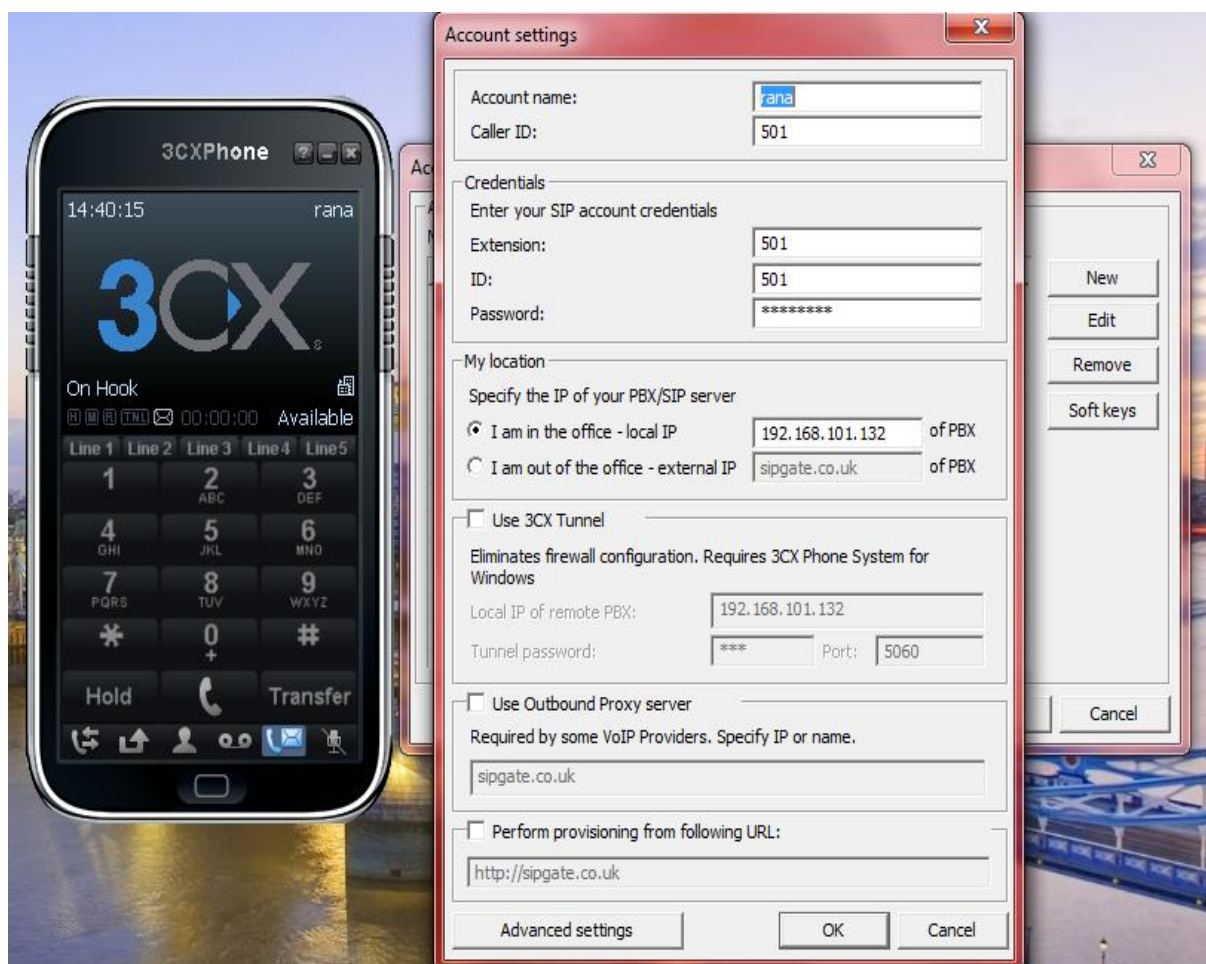 3CXPhone
14:40:15 rana
3CX
On Hook
H M R TNL 00:00:00 Available
Line 1 Line 2 Line 3 Line 4 Line 5
1 2 3
ABC DEF
4 5 6
GHI JKL MNO
7 8 9
PQRS TUV WXYZ
* 0 #
+
Hold Transfer
Account settings
Account name: rana
Caller ID: 501
Credentials
Enter your SIP account credentials
Extension: 501
ID: 501
Password: ********
My location
Specify the IP of your PBX/SIP server
I am in the office - local IP 192.168.101.132 of PBX
I am out of the office - external IP sipgate.co.uk of PBX
Use 3CX Tunnel
Eliminates firewall configuration. Requires 3CX Phone System for
Windows
Local IP of remote PBX: 192.168.101.132
Tunnel password: *** Port: 5060
Use Outbound Proxy server
Required by some VoIP Providers. Specify IP or name.
sipgate.co.uk
Perform provisioning from following URL:
http://sipgate.co.uk
Advanced settings OK Cancel
New
Edit
Remove
Soft keys
Cancel